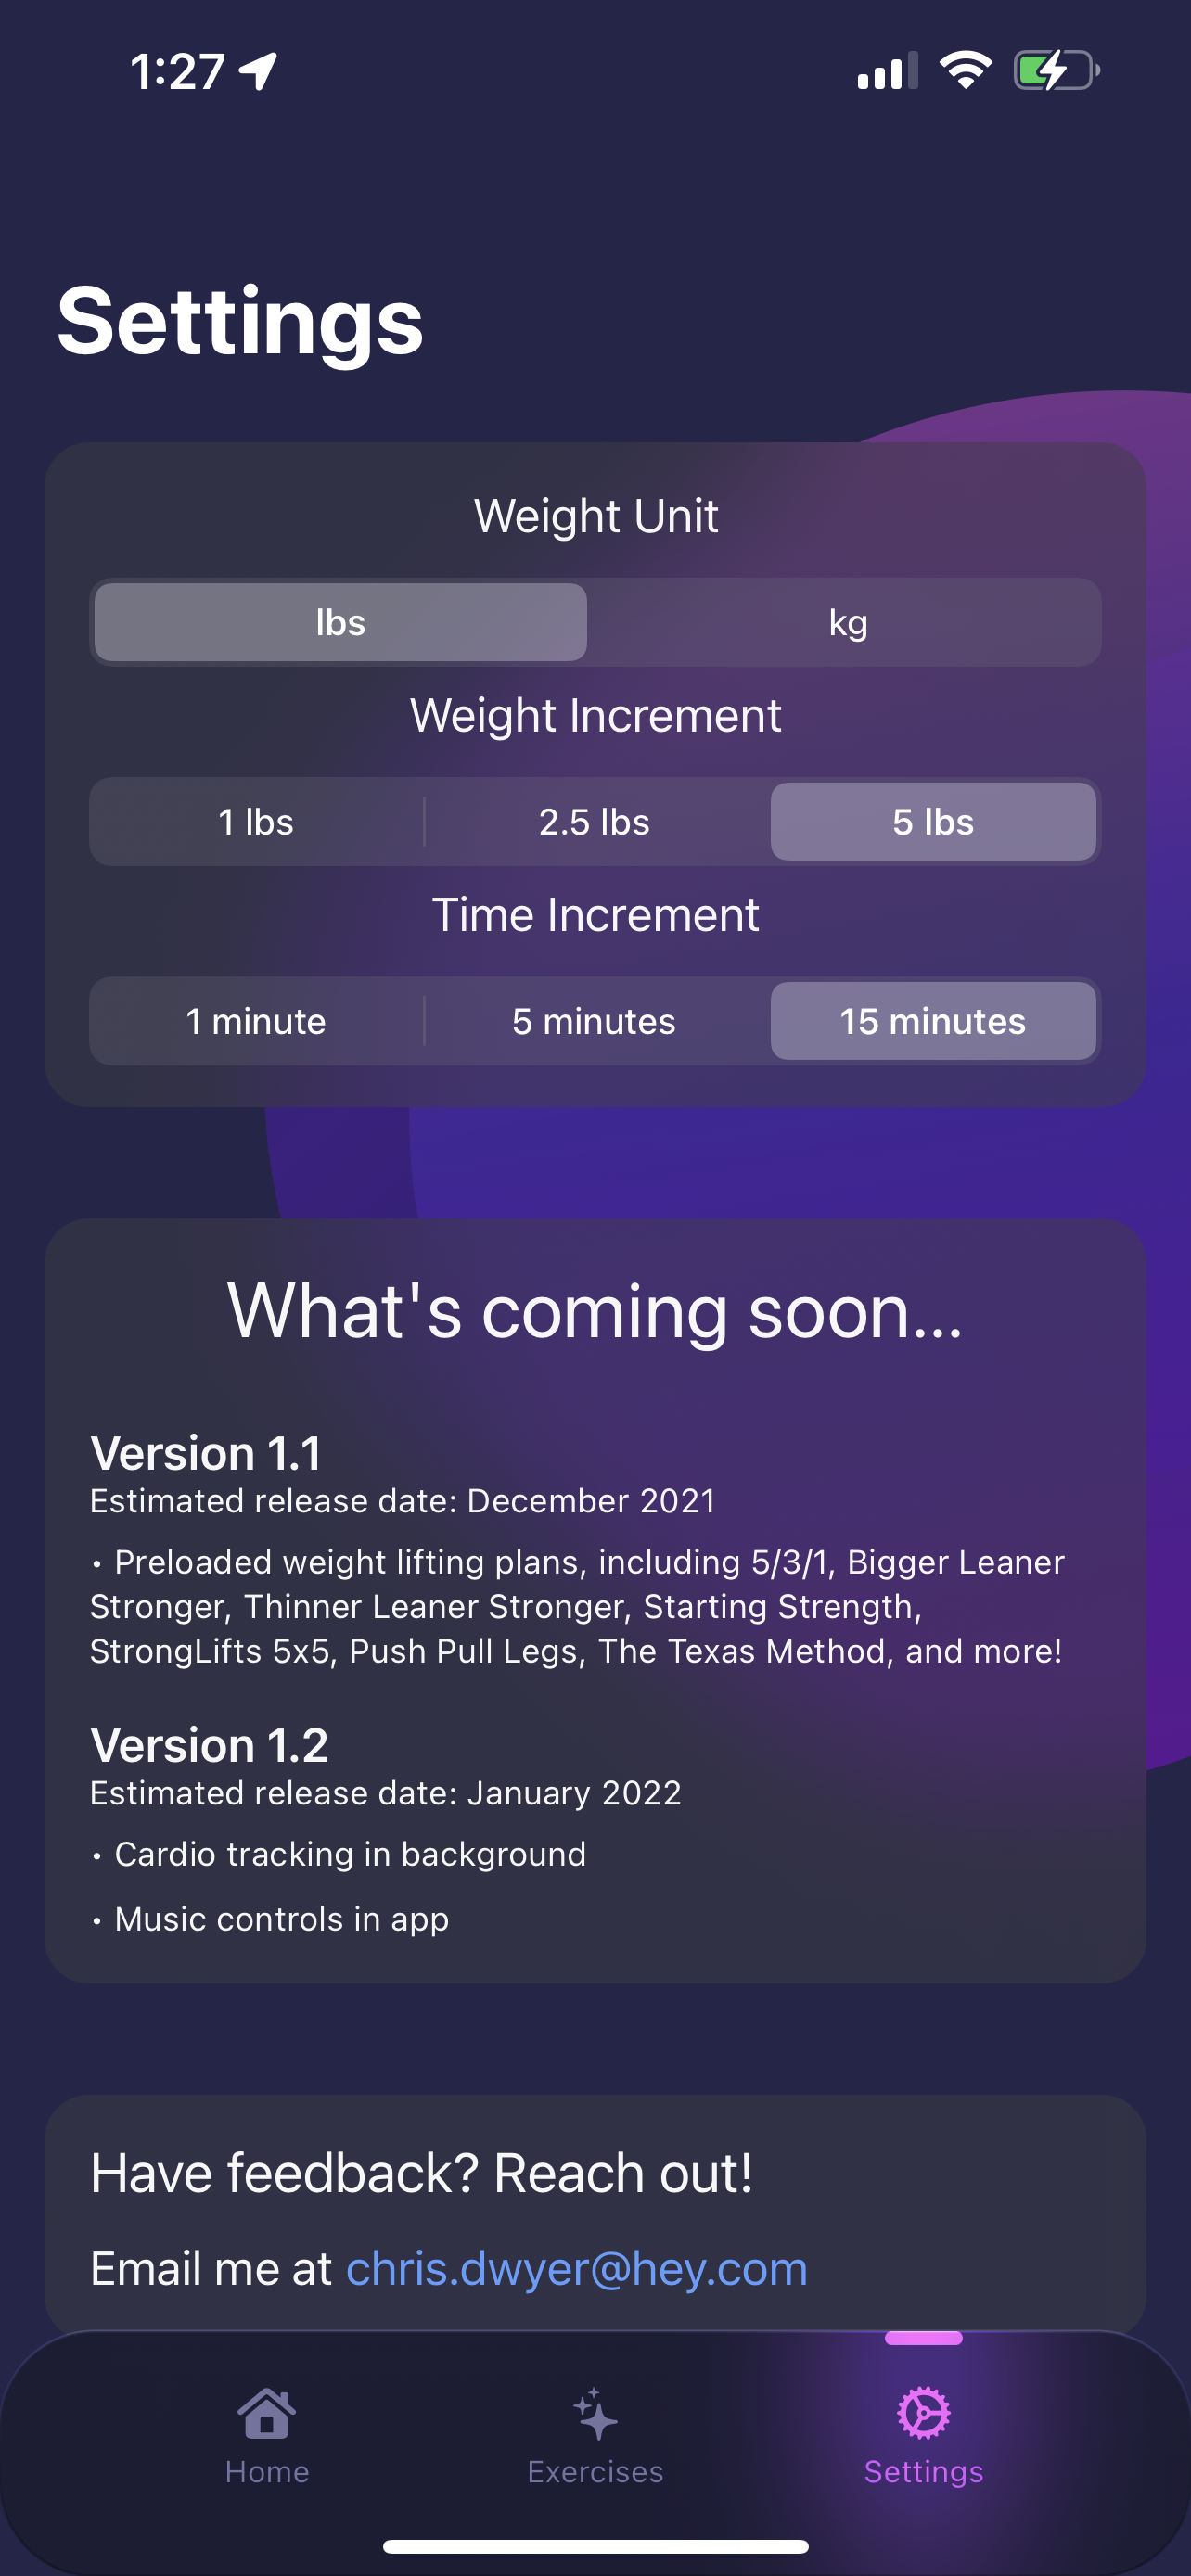 1:27
Settings
Weight Unit
lbs kg
Weight Increment
1 lbs 2.5 lbs 5 lbs
Time Increment
1 minute 5 minutes 15 minutes
What's coming soon...
Version 1.1
Estimated release date: December 2021
• Preloaded weight lifting plans, including 5/3/1, Bigger Leaner
Stronger, Thinner Leaner Stronger, Starting Strength,
StrongLifts 5x5, Push Pull Legs, The Texas Method, and more!
Version 1.2
Estimated release date: January 2022
• Cardio tracking in background
• Music controls in app
Have feedback? Reach out!
Email me at chris.dwyer@hey.com
Home Exercises Settings